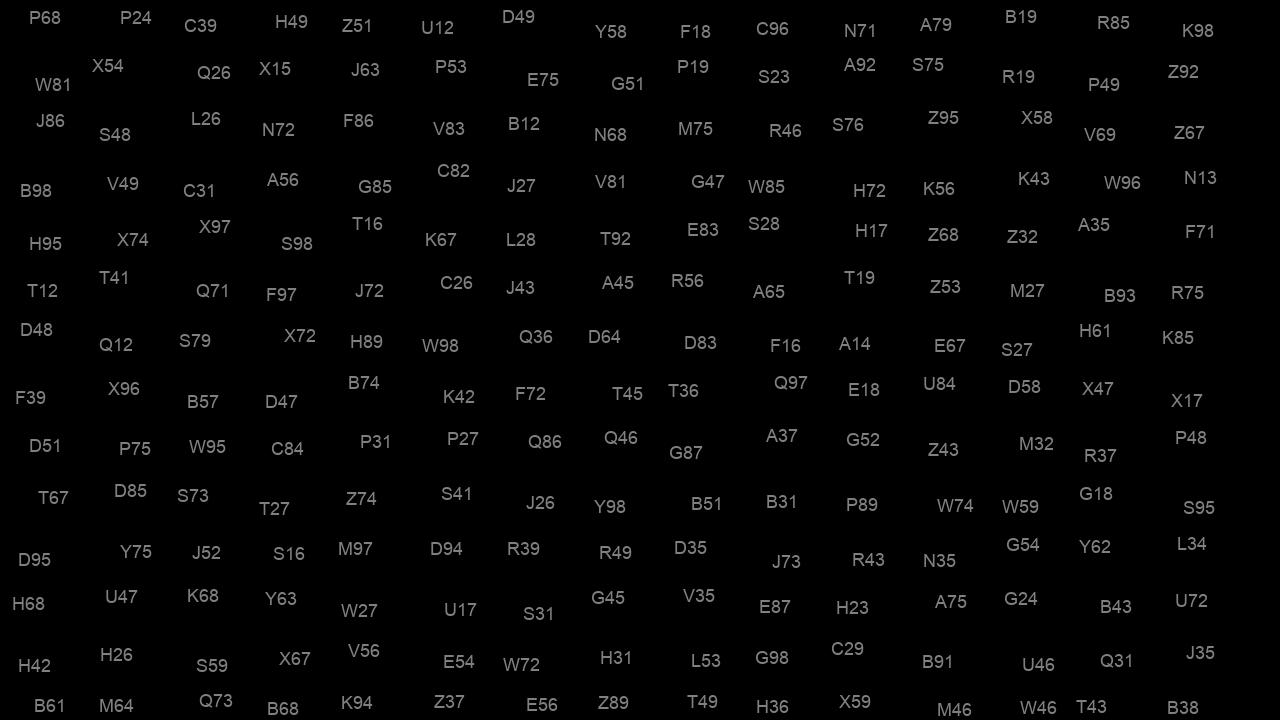 P68 P24 C39 H49 Z51 U12 D49 Y58 F18 C96 N71 A79 B19 R85 K98
W81 X54 Q26 X15 J63 P53 E75 G51 P19 S23 A92 S75 R19 P49 Z92
J86 S48 L26 N72 F86 V83 B12 N68 M75 R46 S76 Z95 X58 V69 Z67
B98 V49 C31 A56 G85 C82 J27 V81 G47 W85 H72 K56 K43 W96 N13
H95 X74 X97 S98 T16 K67 L28 T92 E83 S28 H17 Z68 Z32 A35 F71
T12 T41 Q71 F97 J72 C26 J43 A45 R56 A65 T19 Z53 M27 B93 R75
D48 Q12 S79 X72 H89 W98 Q36 D64 D83 F16 A14 E67 S27 H61 K85
F39 X96 B57 D47 B74 K42 F72 T45 T36 Q97 E18 U84 D58 X47 X17
D51 P75 W95 C84 P31 P27 Q86 Q46 G87 A37 G52 Z43 M32 R37 P48
T67 D85 S73 T27 Z74 S41 J26 Y98 B51 B31 P89 W74 W59 G18 S95
D95 Y75 J52 S16 M97 D94 R39 R49 D35 J73 R43 N35 G54 Y62 L34
H68 U47 K68 Y63 W27 U17 S31 G45 V35 E87 H23 A75 G24 B43 U72
H42 H26 S59 X67 V56 E54 W72 H31 L53 G98 C29 B91 U46 Q31 J35
B61 M64 Q73 B68 K94 Z37 E56 Z89 T49 H36 X59 M46 W46 T43 B38